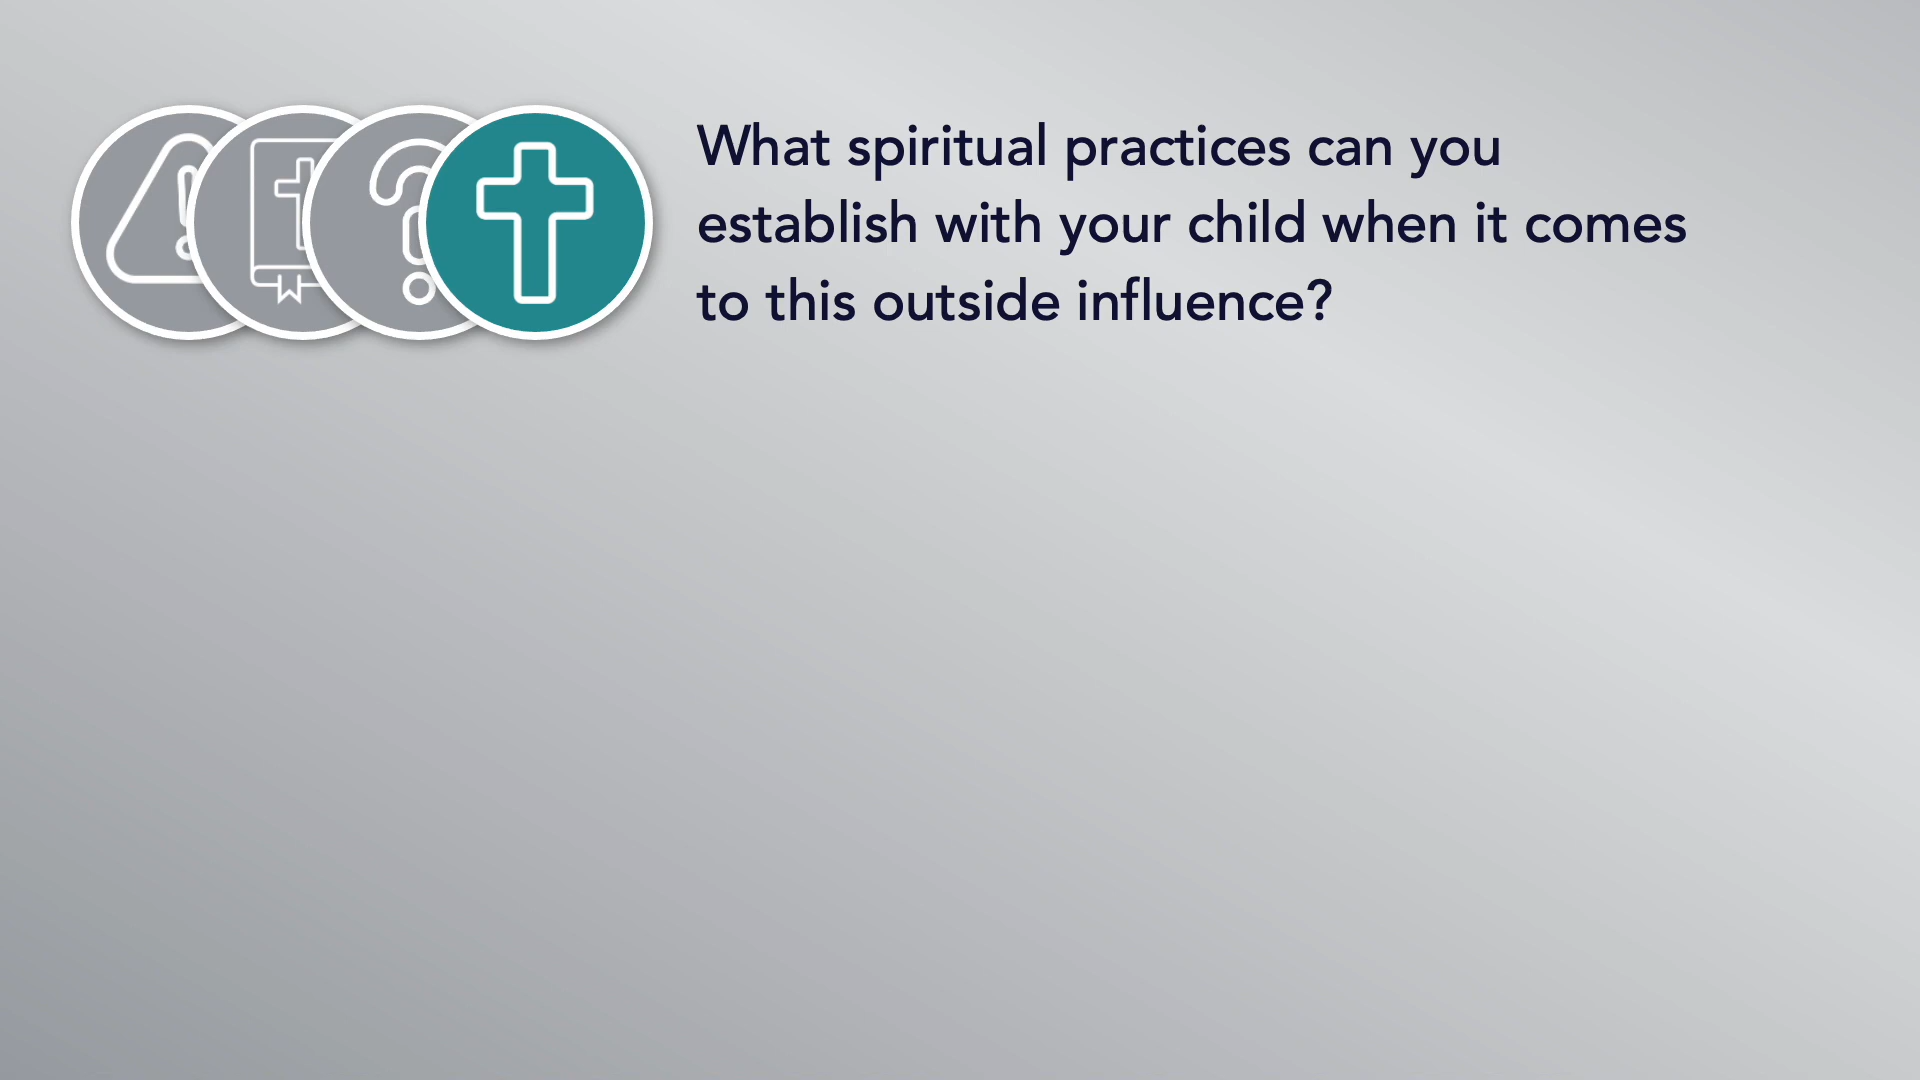 What spiritual practices can you
establish with your child when it comes
to this outside influence?